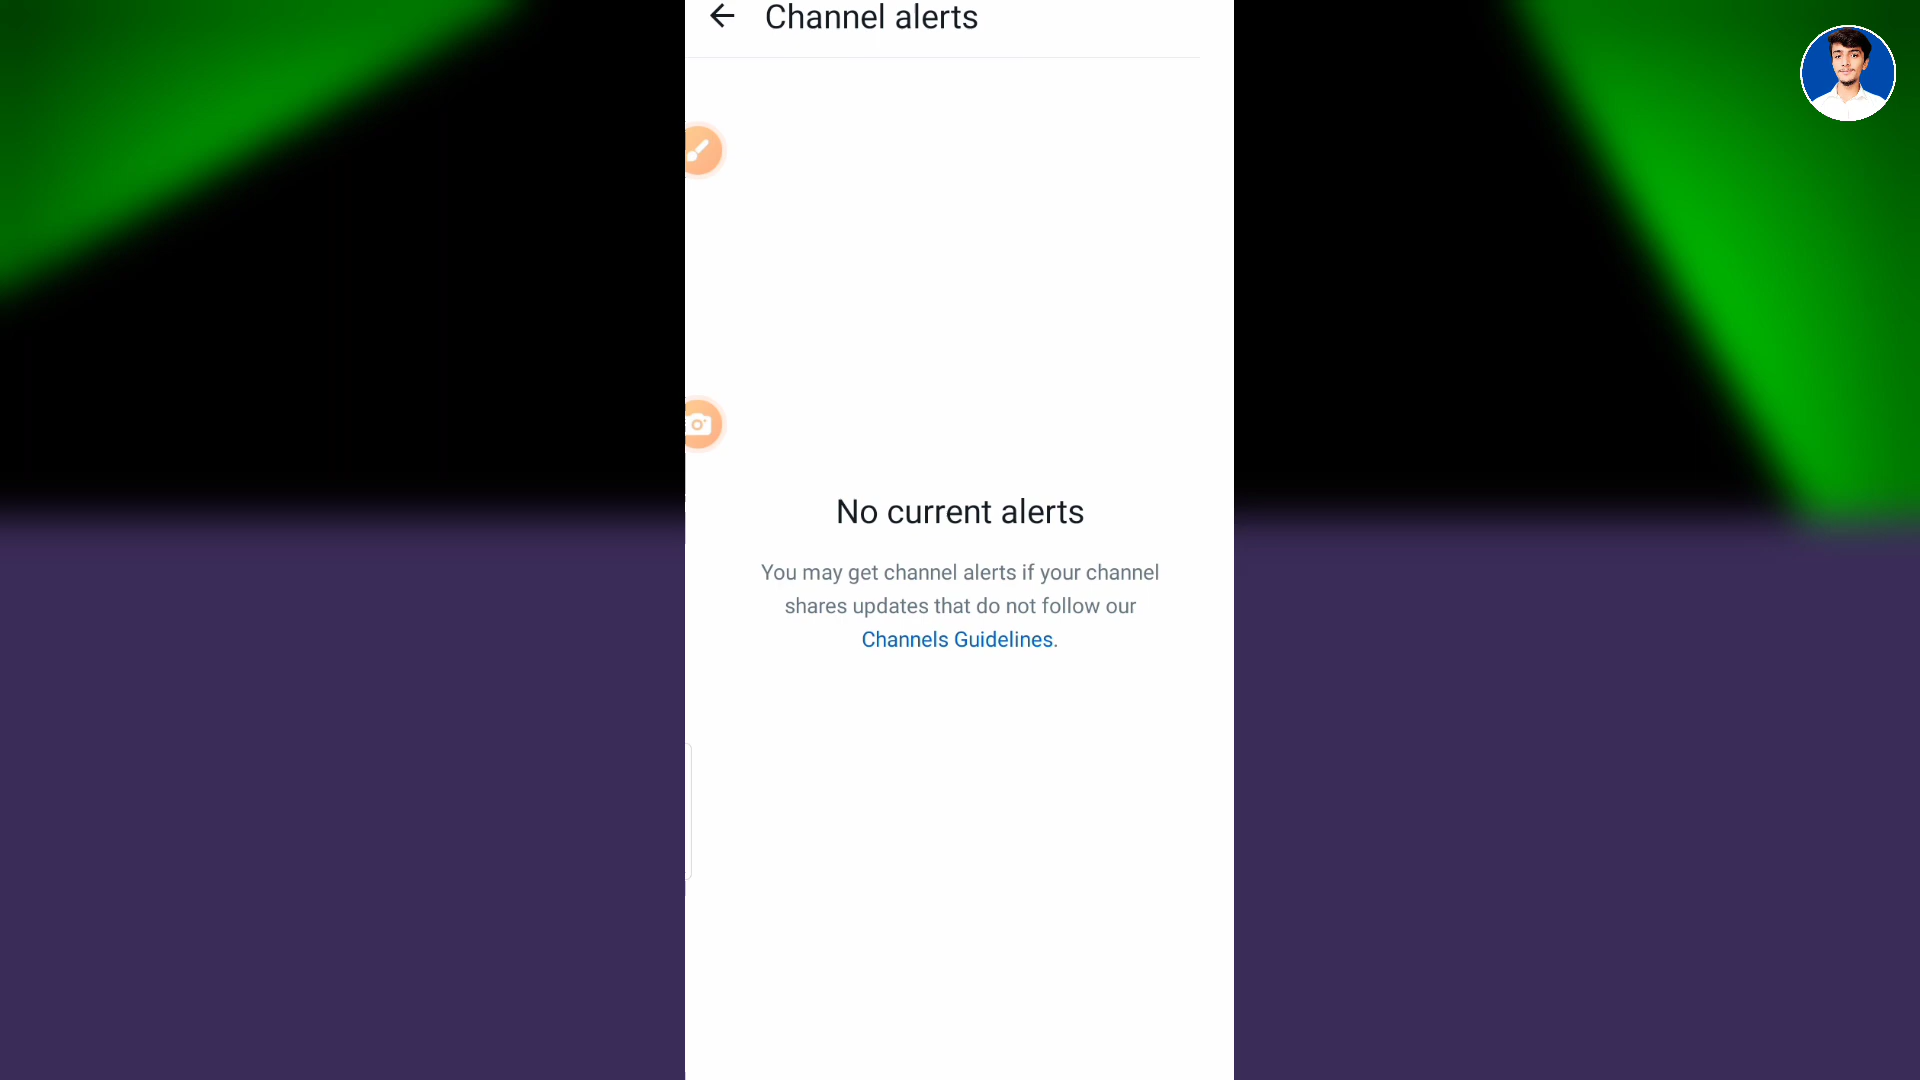 Channel alerts
No current alerts
You may get channel alerts if your channel
shares updates that do not follow our
Channels Guidelines.